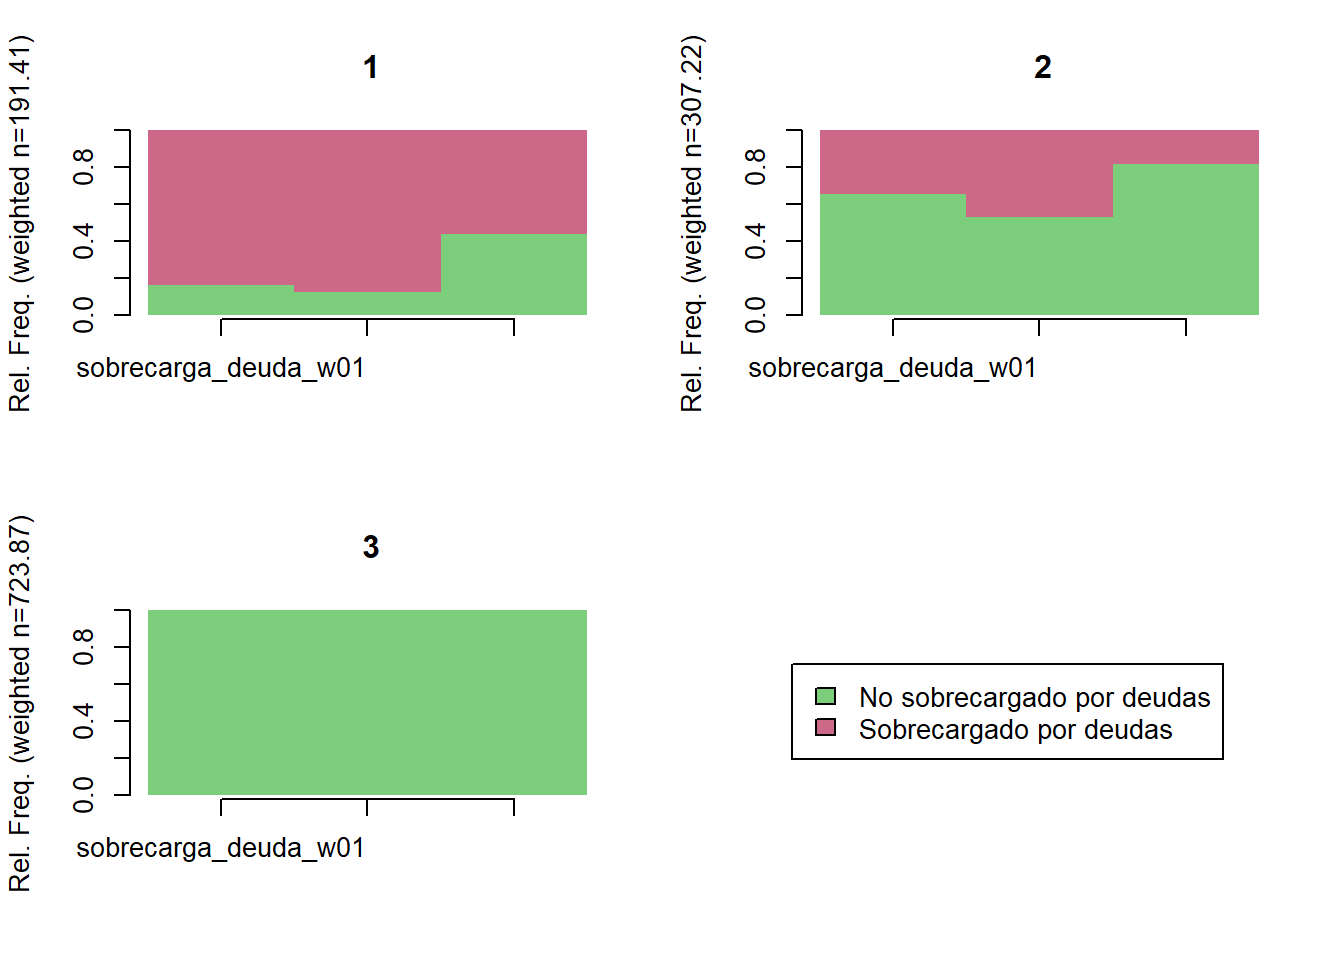 1
Rel. Freq. (weighted n=191.41)
0.0 0.4 0.8
sobrecarga_deuda_w01
2
Rel. Freq. (weighted n=307.22)
0.0 0.4 0.8
sobrecarga_deuda_w01
3
Rel. Freq. (weighted n=723.87)
0.0 0.4 0.8
sobrecarga_deuda_w01
No sobrecargado por deudas
Sobrecargado por deudas